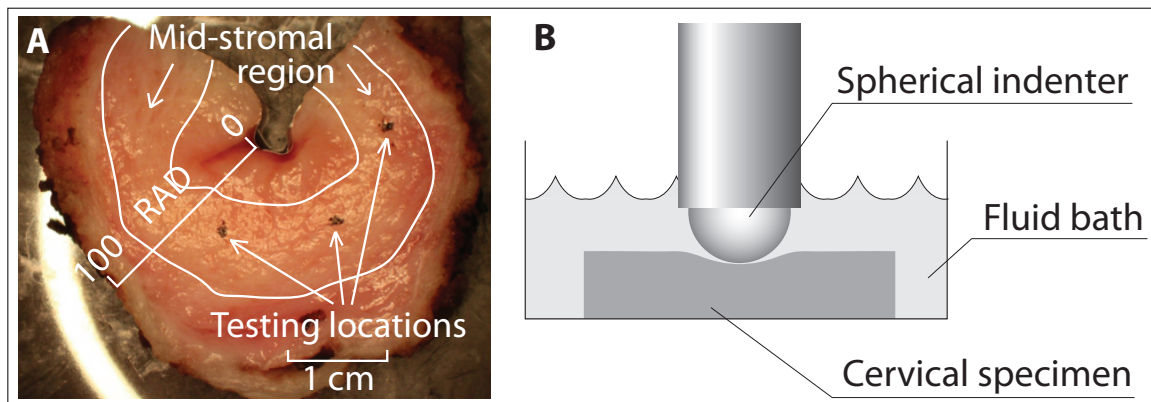 A
Mid-stromal
region
0
RAD
100
Testing locations
1 cm
B
Spherical indenter
Fluid bath
Cervical specimen